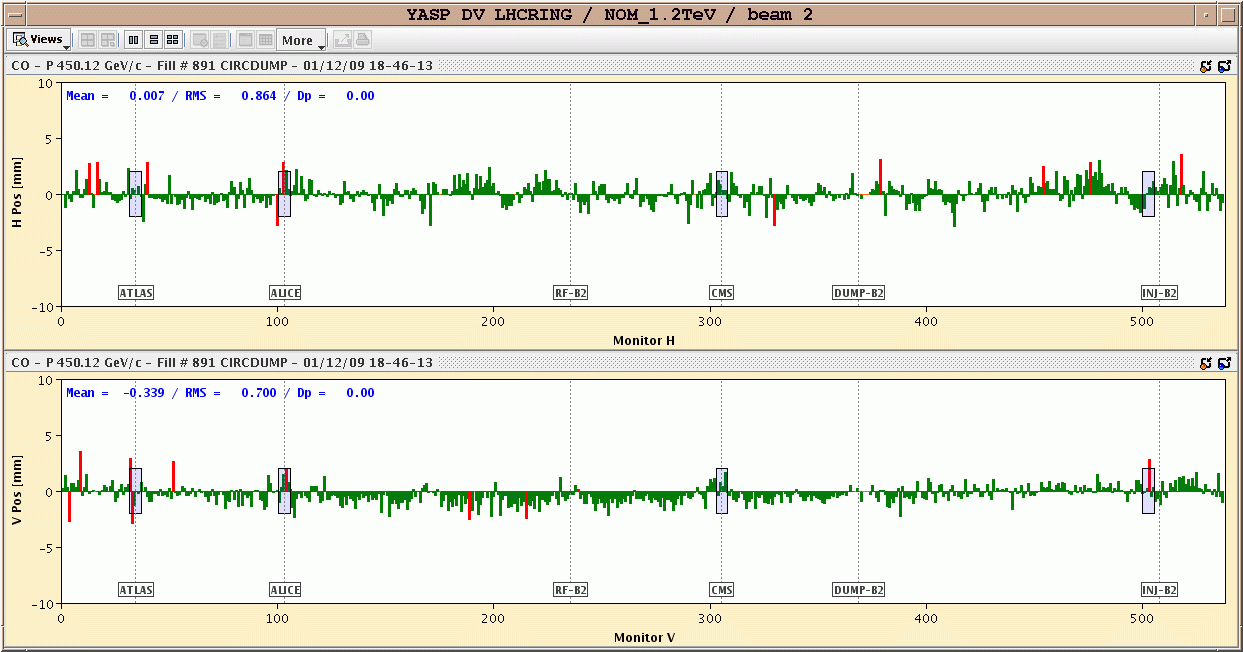 YASP DV LHCRING / NOM_1.2TeV / beam 2
Views More
CO - P 450.12 GeV/c - Fill # 891 CIRCDUMP - 01/12/09 18-46-13
Mean = 0.007 / RMS = 0.864 / Dp = 0.00
H Pos [mm]
10
5
0
-5
-10
ATLAS ALICE RF-B2 CMS DUMP-B2 INJ-B2
0 100 200 300 400 500
Monitor H
CO - P 450.12 GeV/c - Fill # 891 CIRCDUMP - 01/12/09 18-46-13
Mean = -0.339 / RMS = 0.700 / Dp = 0.00
V Pos [mm]
10
5
0
-5
-10
ATLAS ALICE RF-B2 CMS DUMP-B2 INJ-B2
0 100 200 300 400 500
Monitor V